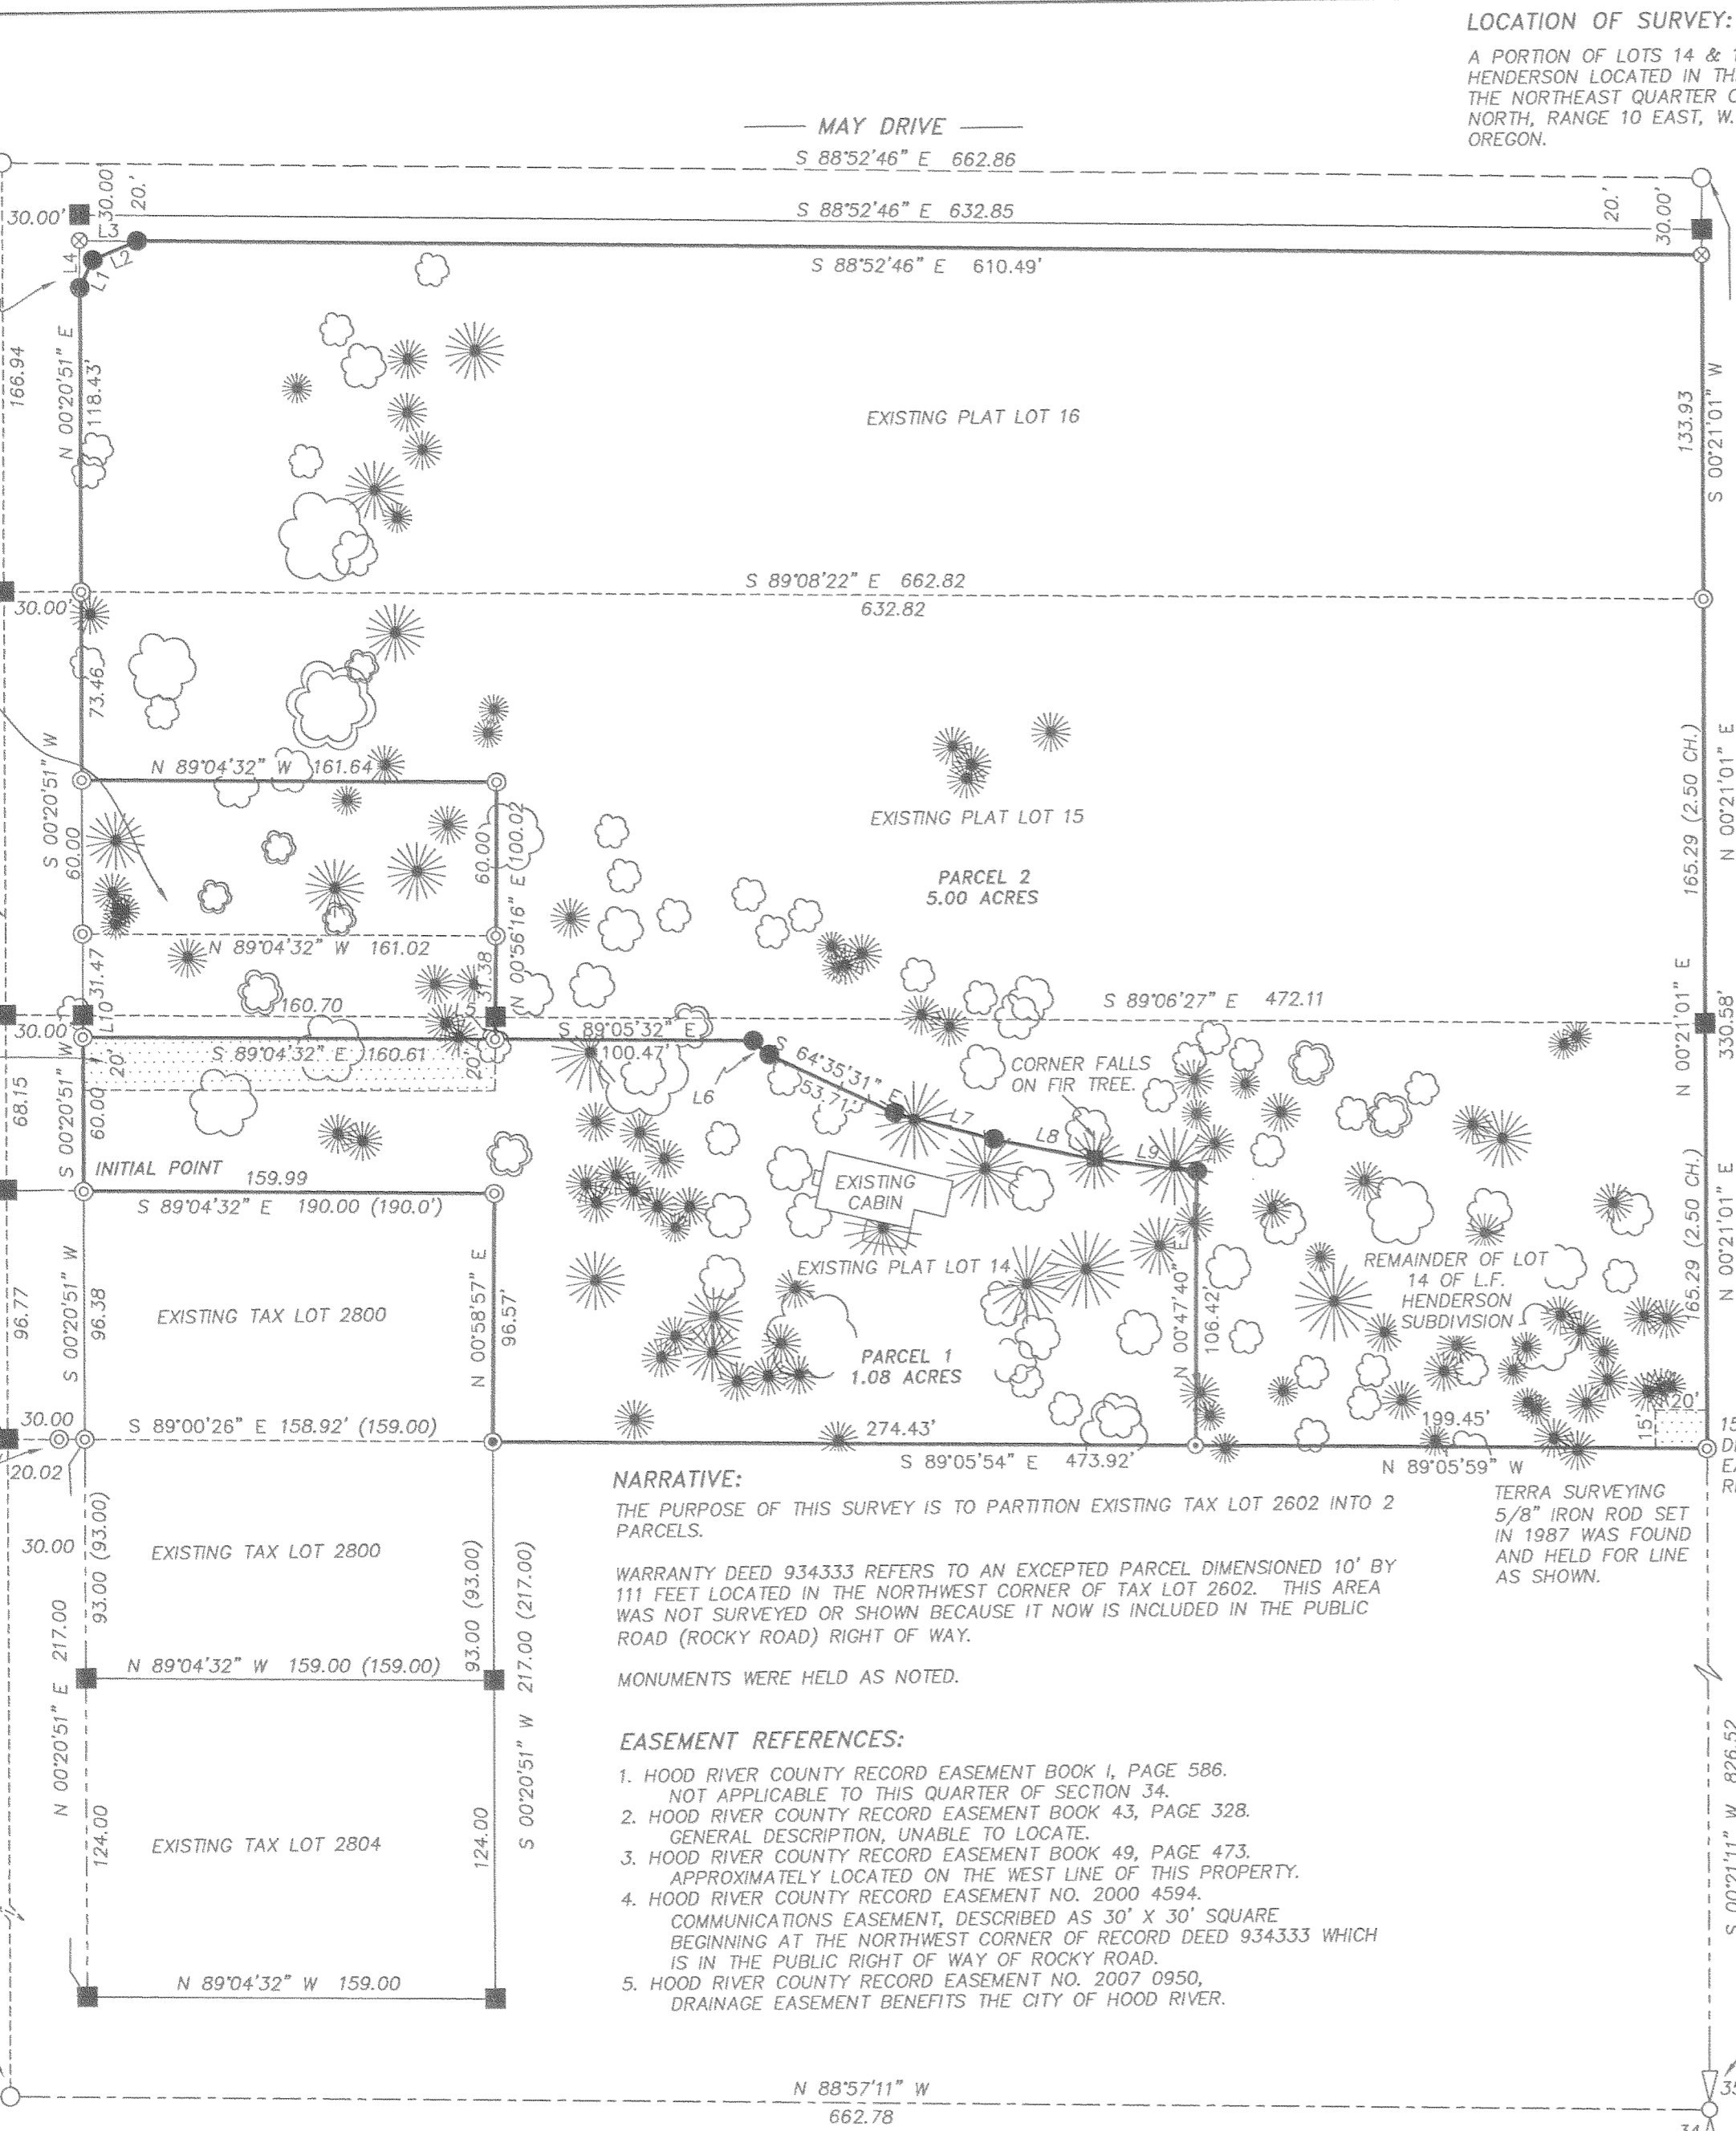 LOCATION OF SURVEY:
A PORTION OF LOTS 14 &
HENDERSON LOCATED IN
THE NORTHEAST QUARTER
NORTH, RANGE 10 EAST, W.
OREGON.
MAY DRIVE
S 88°52'46" E 662.86
30.00'
L3
30.00'
20.'
S 88°52'46" E 632.85
20.'
30.00'
L4
L1
L2
S 88°52'46" E 610.49'
166.94
N 00°20'51" E
118.43'
EXISTING PLAT LOT 16
133.93
S 00°21'01" W
30.00'
S 89°08'22" E 662.82
632.82
73.46
S 00°20'51" W
N 89°04'32" W 161.64
60.00
60.00
N 00°56'16" E (100.02
EXISTING PLAT LOT 15
PARCEL 2
5.00 ACRES
165.29 (2.50 CH.)
N 00°21'01" E
N 89°04'32" W 161.02
31.47
31.38
L10
160.70
L5
S 89°06'27" E 472.11
N 00°21'01" E
330.58'
30.00'
S 89°05'32" E
100.47'
20'
S 89°04'32" E 160.61
20'
L6
S 64°35'31" E
53.71'
CORNER FALLS
ON FIR TREE.
L7
L8
L9
68.15
S 00°20'51" W
60.00
INITIAL POINT
159.99
S 89°04'32" E 190.00 (190.0')
EXISTING
CABIN
EXISTING PLAT LOT 14
96.77
S 00°20'51" W
96.38
EXISTING TAX LOT 2800
N 00°58'57" E
96.57'
PARCEL 1
1.08 ACRES
N 00°47'40" E
106.42'
REMAINDER OF LOT
14 OF L.F.
HENDERSON
SUBDIVISION
165.29 (2.50 CH.)
N 00°21'01" E
30.00
S 89°00'26" E 158.92' (159.00)
274.43'
S 89°05'54" E 473.92'
199.45'
N 89°05'59" W
15'
20'
20.02
NARRATIVE:
THE PURPOSE OF THIS SURVEY IS TO PARTITION EXISTING TAX LOT 2602 INTO 2
PARCELS.
WARRANTY DEED 934333 REFERS TO AN EXCEPTED PARCEL DIMENSIONED 10' BY
111 FEET LOCATED IN THE NORTHWEST CORNER OF TAX LOT 2602. THIS AREA
WAS NOT SURVEYED OR SHOWN BECAUSE IT NOW IS INCLUDED IN THE PUBLIC
ROAD (ROCKY ROAD) RIGHT OF WAY.
MONUMENTS WERE HELD AS NOTED.
TERRA SURVEYING
5/8" IRON ROD SET
IN 1987 WAS FOUND
AND HELD FOR LINE
AS SHOWN.
30.00
93.00 (93.00)
EXISTING TAX LOT 2800
93.00 (93.00)
217.00 (217.00)
N 00°20'51" E 217.00
N 89°04'32" W 159.00 (159.00)
S 00°20'51" W
124.00
EXISTING TAX LOT 2804
124.00
N 89°04'32" W 159.00
EASEMENT REFERENCES:
1. HOOD RIVER COUNTY RECORD EASEMENT BOOK I, PAGE 586.
NOT APPLICABLE TO THIS QUARTER OF SECTION 34.
2. HOOD RIVER COUNTY RECORD EASEMENT BOOK 43, PAGE 328.
GENERAL DESCRIPTION, UNABLE TO LOCATE.
3. HOOD RIVER COUNTY RECORD EASEMENT BOOK 49, PAGE 473.
APPROXIMATELY LOCATED ON THE WEST LINE OF THIS PROPERTY.
4. HOOD RIVER COUNTY RECORD EASEMENT NO. 2000 4594.
COMMUNICATIONS EASEMENT, DESCRIBED AS 30' X 30' SQUARE
BEGINNING AT THE NORTHWEST CORNER OF RECORD DEED 934333 WHICH
IS IN THE PUBLIC RIGHT OF WAY OF ROCKY ROAD.
5. HOOD RIVER COUNTY RECORD EASEMENT NO. 2007 0950,
DRAINAGE EASEMENT BENEFITS THE CITY OF HOOD RIVER.
S 00°21'11" W 826.52
N 88°57'11" W
662.78
35
34